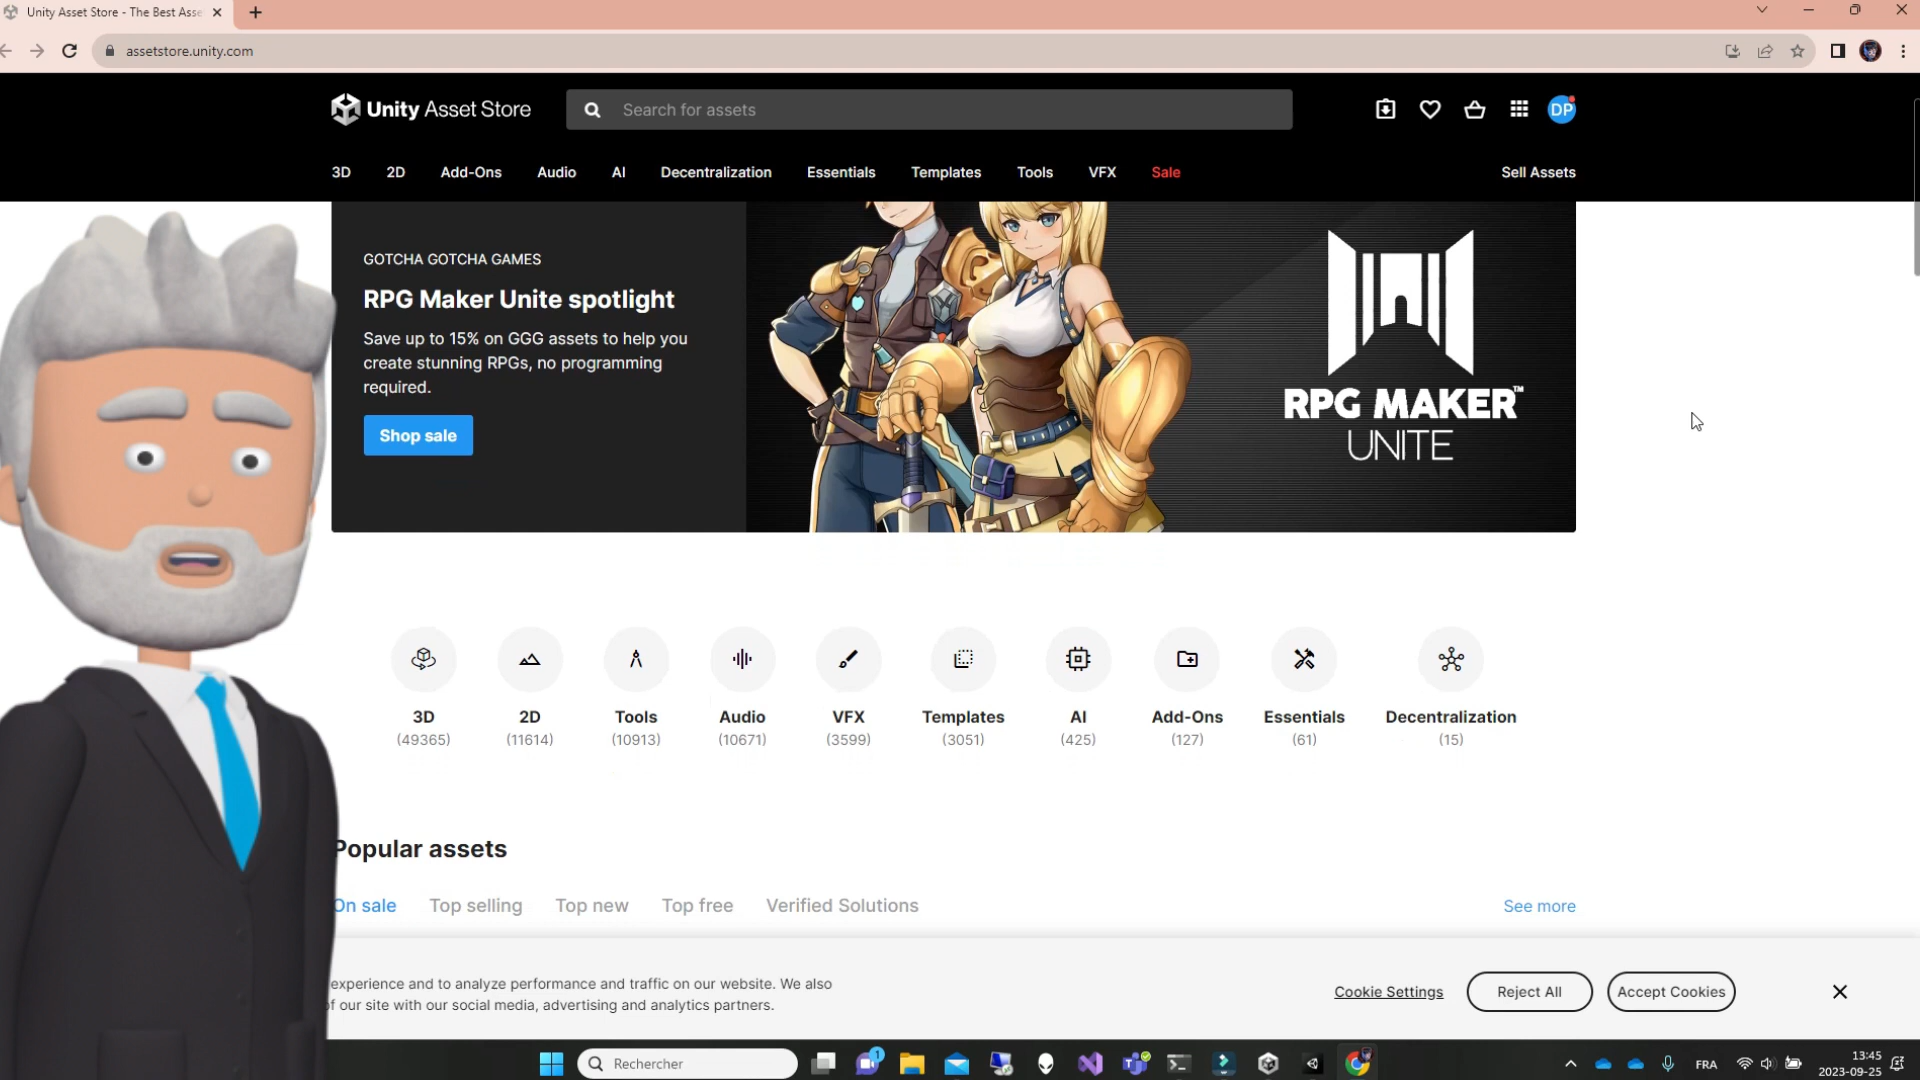 Unity Asset Store - The Best Asse
assetstore.unity.com
Unity Asset Store
Search for assets
DP
3D 2D Add-Ons Audio AI Decentralization Essentials Templates Tools VFX Sale Sell Assets
GOTCHA GOTCHA GAMES
RPG Maker Unite spotlight
Save up to 15% on GGG assets to help you
create stunning RPGs, no programming
required.
Shop sale
RPG MAKER™
UNITE
3D 2D Tools Audio VFX Templates AI Add-Ons Essentials Decentralization
(49365) (11614) (10913) (10671) (3599) (3051) (425) (127) (61) (15)
Popular assets
On sale Top selling Top new Top free Verified Solutions See more
experience and to analyze performance and traffic on our website. We also
of our site with our social media, advertising and analytics partners.
Cookie Settings Reject All Accept Cookies
Rechercher
1
FRA
13:45
2023-09-25